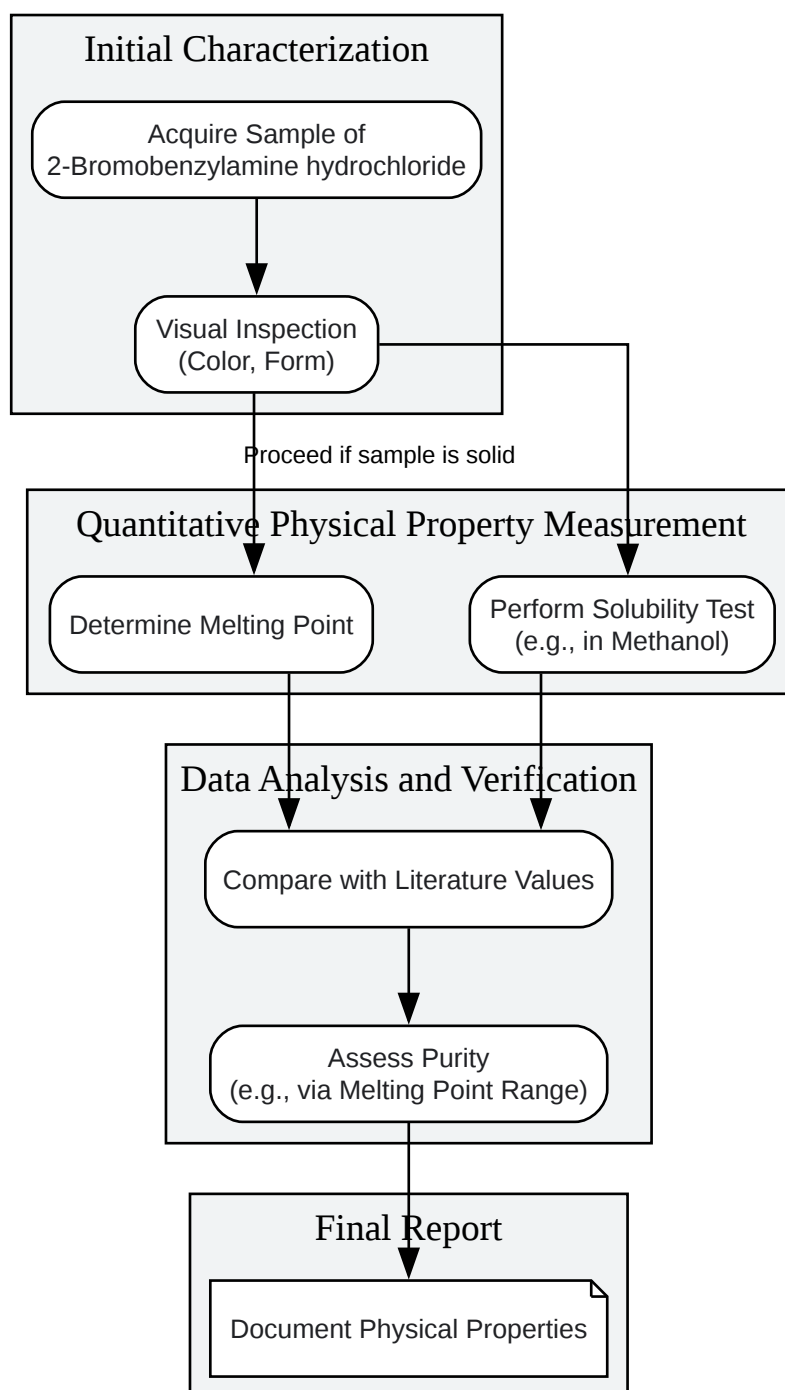 Initial Characterization
Acquire Sample of
2-Bromobenzylamine hydrochloride
Visual Inspection
(Color, Form)
Proceed if sample is solid
Quantitative Physical Property Measurement
Determine Melting Point
Perform Solubility Test
(e.g., in Methanol)
Data Analysis and Verification
Compare with Literature Values
Assess Purity
(e.g., via Melting Point Range)
Final Report
Document Physical Properties